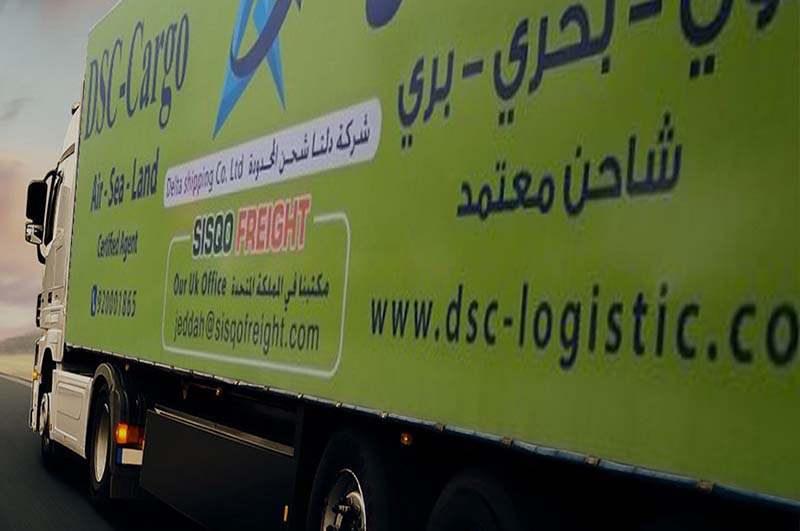 DSC-Cargo
Air - Sea - Land
Certified Agent
920001865
شركة دلتا شحن المحدودة Delta shipping Co. Ltd
SISQO FREIGHT
Our Uk Office مكتبنا في المملكة المتحدة
jeddah@sisqofreight.com
بحري - بري -
شاحن معتمد
www.dsc-logistic.co